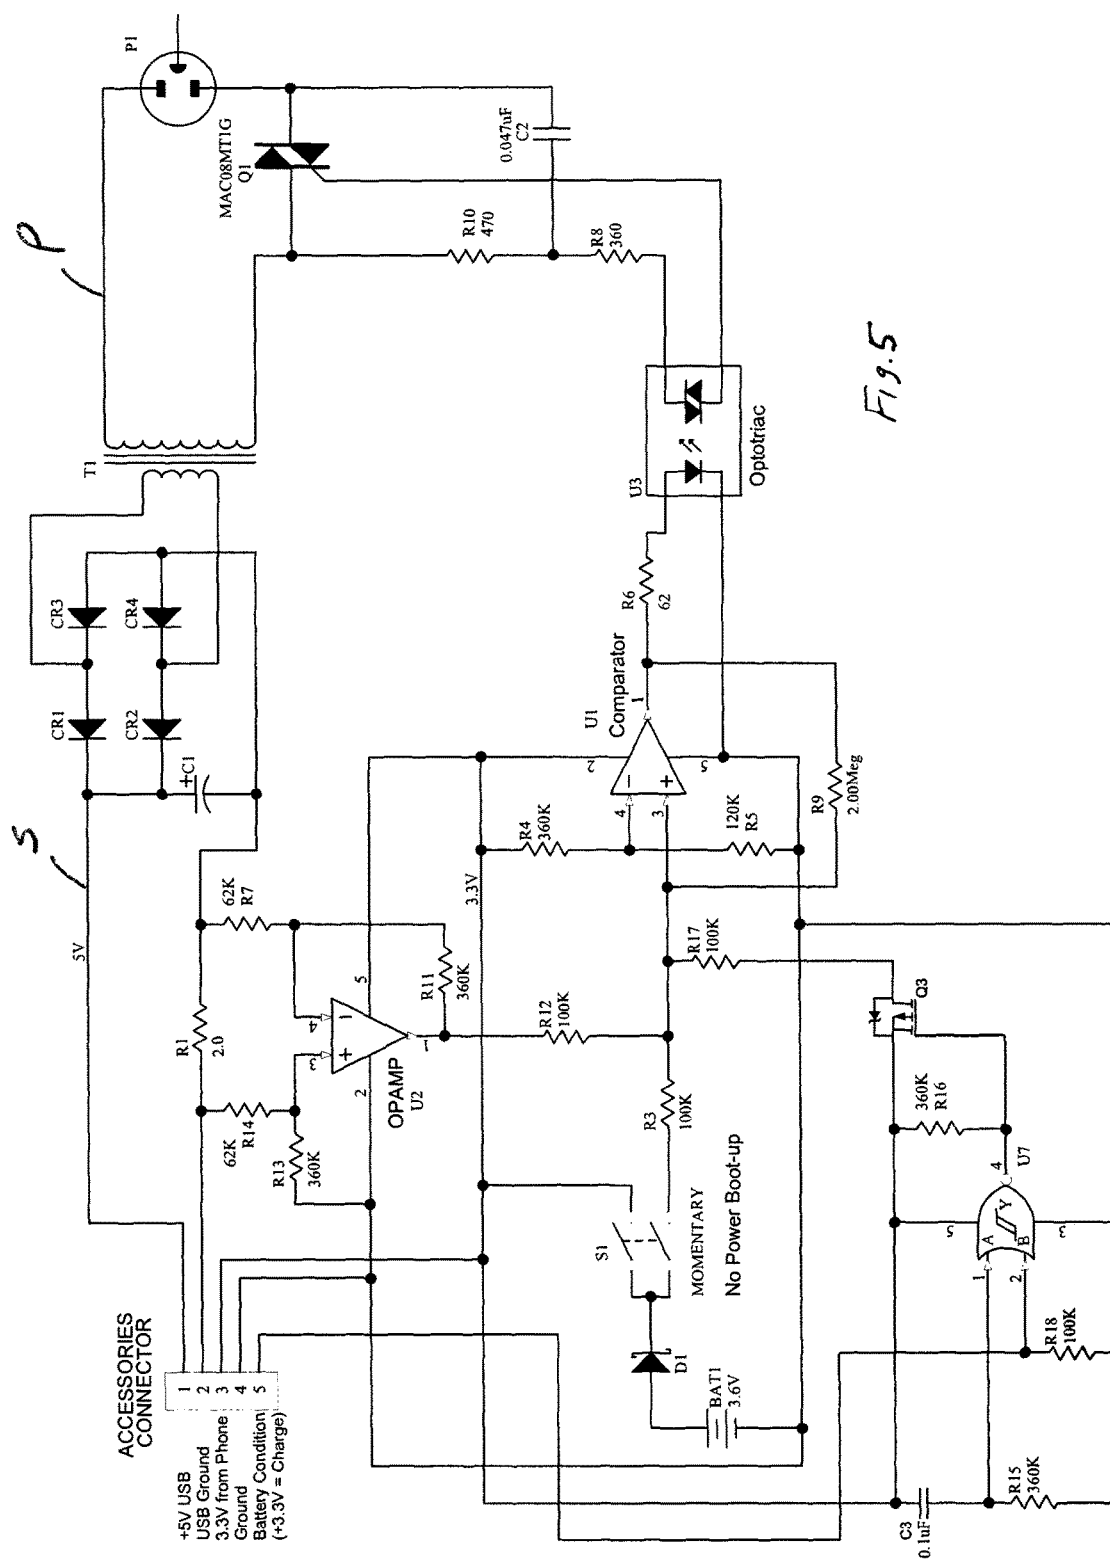 P
S
P1
MAC08MT1G
Q1
0.047uF
C2
R10
470
R8
360
T1
CR3
CR4
CR1
CR2
+
C1
5V
62K
R7
R1
2.0
62K
R14
R13
360K
R11
360K
OPAMP
U2
4
3
1
5
2
−
+
R12
100K
3.3V
R4
360K
120K
R5
U1
Comparator
2
4
3
5
1
−
+
R6
62
U3
Optotriac
R9
2.00Meg
R17
100K
R3
100K
S1
MOMENTARY
No Power Boot-up
D1
BAT1
3.6V
Q3
360K
R16
U7
A
B
Y
1
2
3
4
5
R18
100K
R15
360K
C3
0.1uF
ACCESSORIES
CONNECTOR
1
2
3
4
5
+5V USB
USB Ground
3.3V from Phone
Ground
Battery Condition
(+3.3V = Charge)
Fig. 5